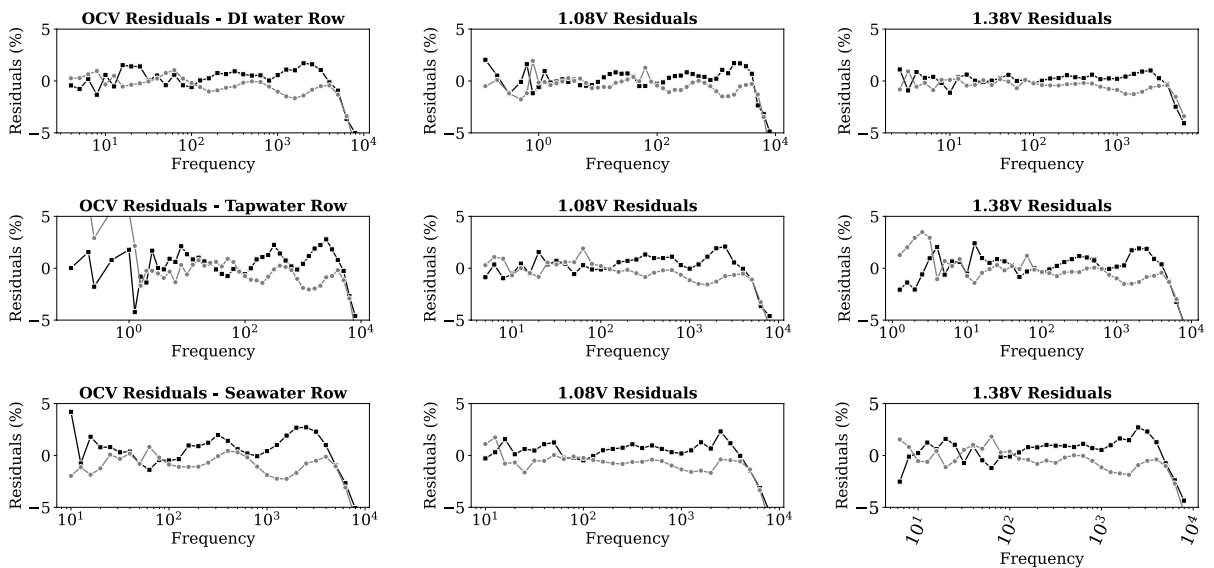 OCV Residuals - DI water Row
1.08V Residuals
1.38V Residuals
Residuals (%)
5
0
−5
10¹ 10² 10³ 10⁴
Frequency
Residuals (%)
5
0
−5
10⁰ 10² 10⁴
Frequency
Residuals (%)
5
0
−5
10¹ 10² 10³
Frequency
OCV Residuals - Tapwater Row
1.08V Residuals
1.38V Residuals
Residuals (%)
5
0
−5
10⁰ 10² 10⁴
Frequency
Residuals (%)
5
0
−5
10¹ 10² 10³ 10⁴
Frequency
Residuals (%)
5
0
−5
10⁰ 10¹ 10² 10³ 10⁴
Frequency
OCV Residuals - Seawater Row
1.08V Residuals
1.38V Residuals
Residuals (%)
5
0
−5
10¹ 10² 10³ 10⁴
Frequency
Residuals (%)
5
0
−5
10¹ 10² 10³ 10⁴
Frequency
Residuals (%)
5
0
−5
10¹ 10² 10³ 10⁴
Frequency